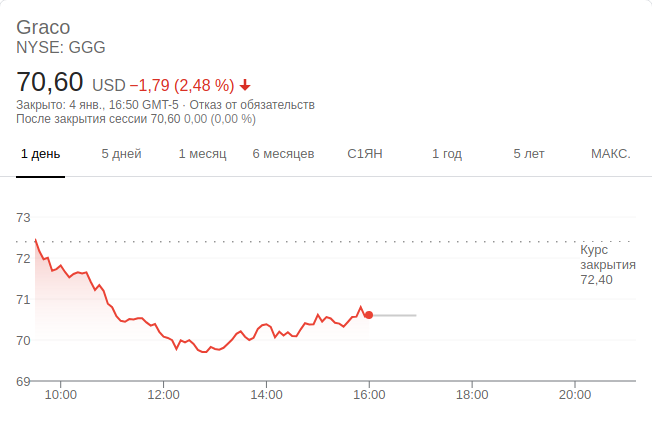 Graco
NYSE: GGG
70,60 USD −1,79 (2,48 %)
Закрыто: 4 янв., 16:50 GMT-5 · Отказ от обязательств
После закрытия сессии 70,60 0,00 (0,00 %)
1 день 5 дней 1 месяц 6 месяцев С1ЯН 1 год 5 лет МАКС.
73
Курс
72
закрытия
72,40
71
70
69
10:00 12:00 14:00 16:00 18:00 20:00